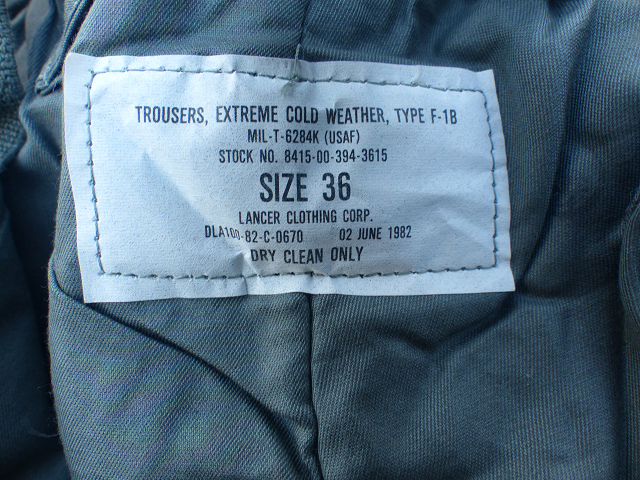 TROUSERS, EXTREME COLD WEATHER, TYPE F-1B
MIL-T-6284K (USAF)
STOCK NO. 8415-00-394-3615
SIZE 36
LANCER CLOTHING CORP.
DLA100-82-C-0670 02 JUNE 1982
DRY CLEAN ONLY